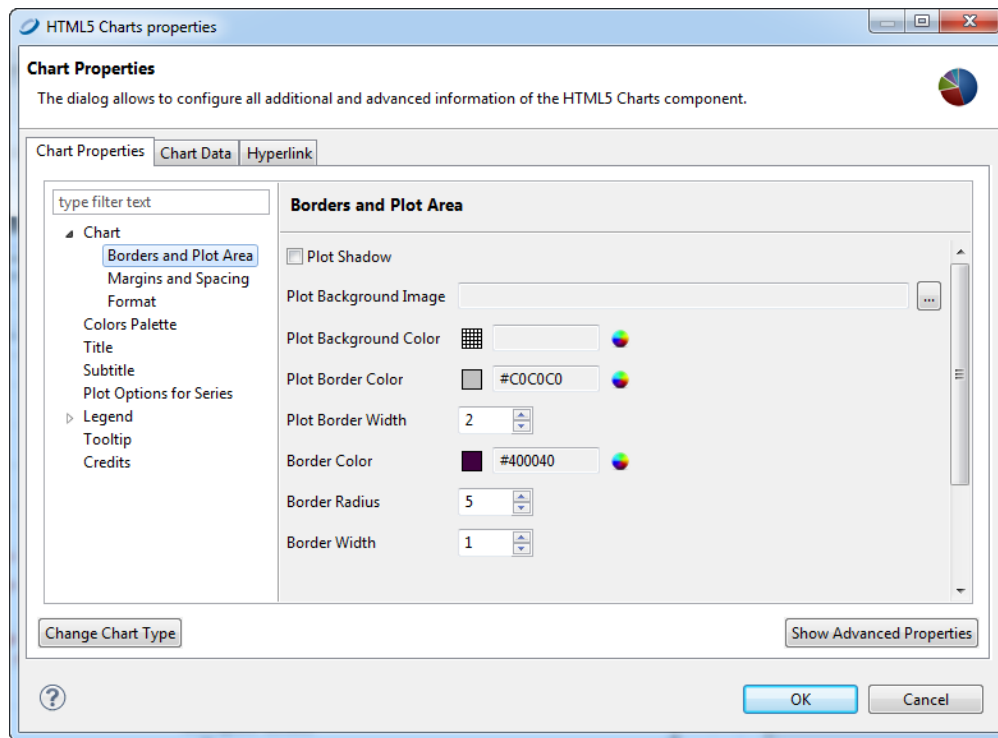 HTML5 Charts properties
Chart Properties
The dialog allows to configure all additional and advanced information of the HTML5 Charts component.
Chart Properties Chart Data Hyperlink
type filter text
Chart
Borders and Plot Area
Margins and Spacing
Format
Colors Palette
Title
Subtitle
Plot Options for Series
Legend
Tooltip
Credits
Borders and Plot Area
Plot Shadow
Plot Background Image ...
Plot Background Color
Plot Border Color #C0C0C0
Plot Border Width 2
Border Color #400040
Border Radius 5
Border Width 1
Change Chart Type Show Advanced Properties
? OK Cancel